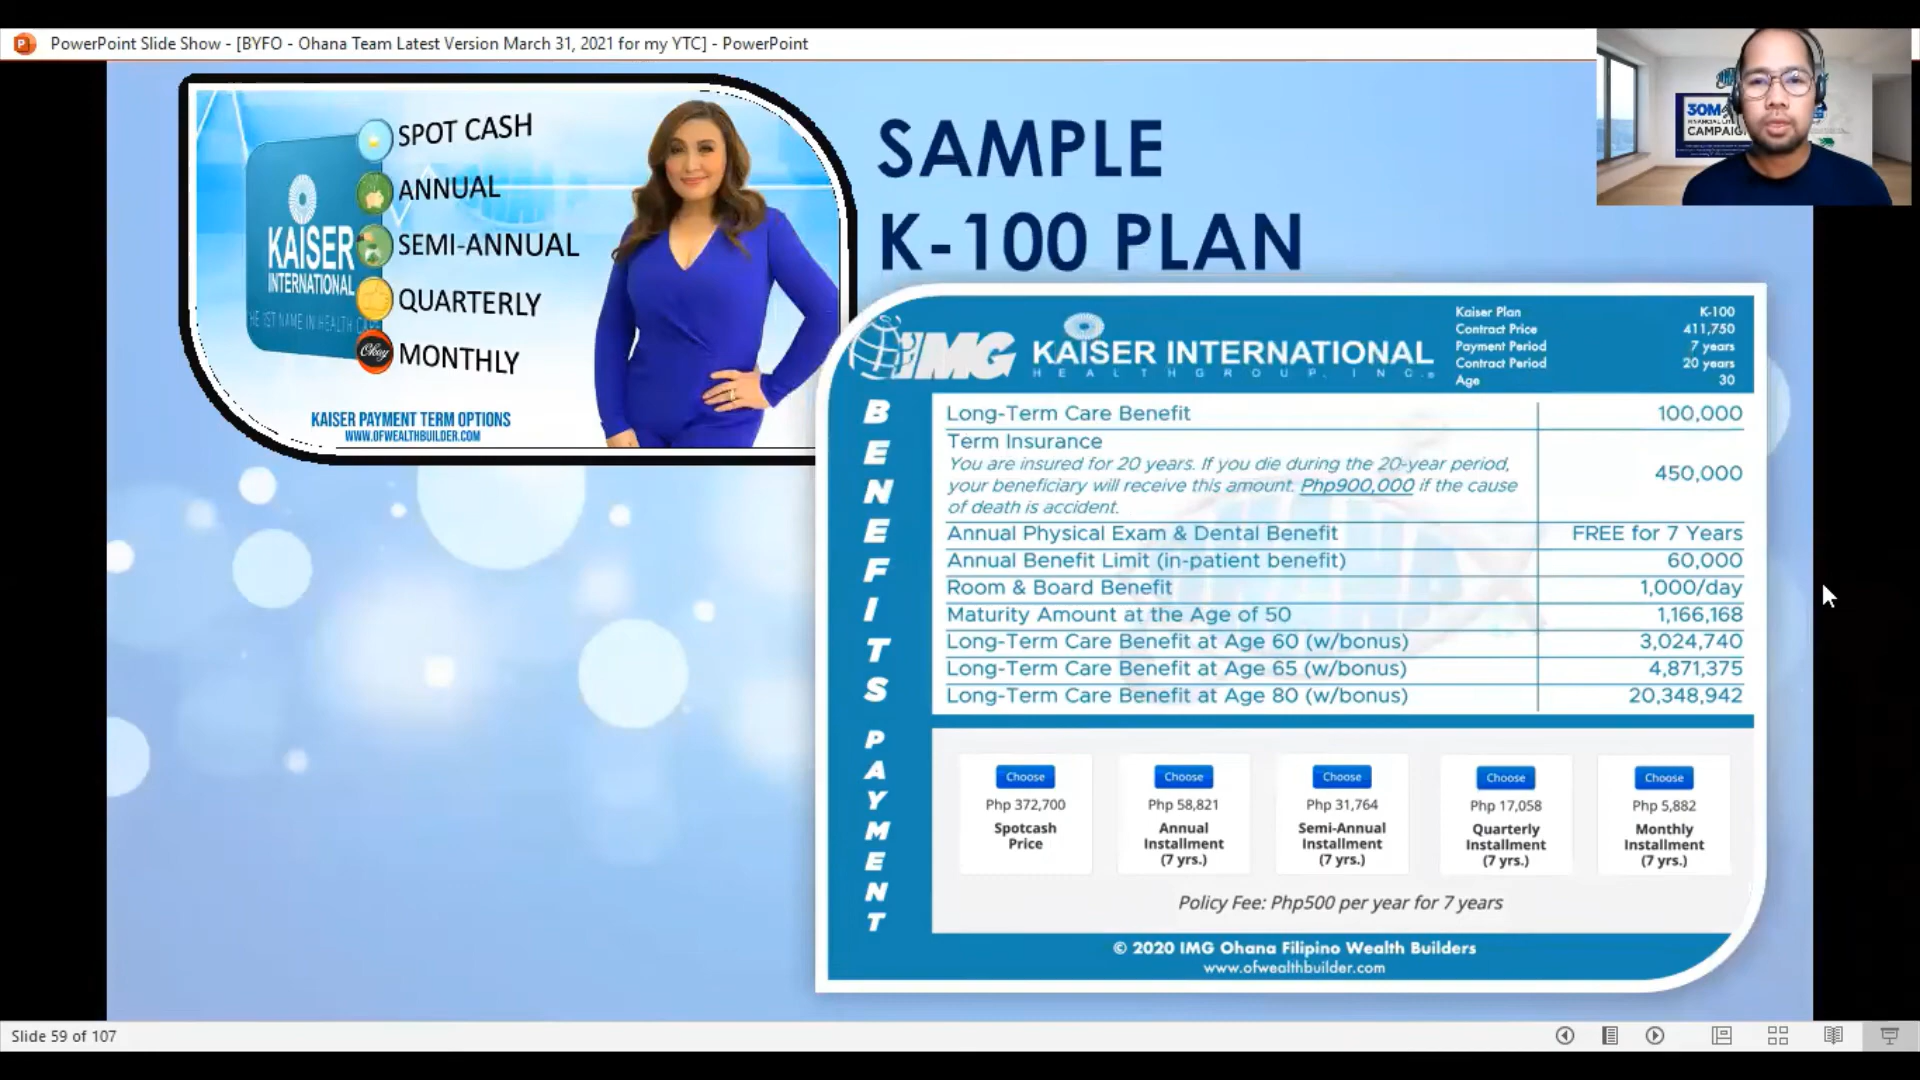 PowerPoint Slide Show - [BYFO - Ohana Team Latest Version March 31, 2021 for my YTC] - PowerPoint
SPOT CASH
ANNUAL
SEMI-ANNUAL
QUARTERLY
Okay
MONTHLY
KAISER
INTERNATIONAL
KAISER PAYMENT TERM OPTIONS
WWW.OFWEALTHBUILDER.COM
SAMPLE
K-100 PLAN
30M
CAMPAIG
IMG
KAISER INTERNATIONAL
HEALTHGROUP, INC.
Kaiser Plan K-100
Contract Price 411,750
Payment Period 7 years
Contract Period 20 years
Age 30
BENEFITS
Long-Term Care Benefit 100,000
Term Insurance
You are insured for 20 years. If you die during the 20-year period,
your beneficiary will receive this amount. Php900,000 if the cause
of death is accident.
450,000
Annual Physical Exam & Dental Benefit FREE for 7 Years
Annual Benefit Limit (in-patient benefit) 60,000
Room & Board Benefit 1,000/day
Maturity Amount at the Age of 50 1,166,168
Long-Term Care Benefit at Age 60 (w/bonus) 3,024,740
Long-Term Care Benefit at Age 65 (w/bonus) 4,871,375
Long-Term Care Benefit at Age 80 (w/bonus) 20,348,942
PAYMENT
Choose
Php 372,700
Spotcash
Price
Choose
Php 58,821
Annual
Installment
(7 yrs.)
Choose
Php 31,764
Semi-Annual
Installment
(7 yrs.)
Choose
Php 17,058
Quarterly
Installment
(7 yrs.)
Choose
Php 5,882
Monthly
Installment
(7 yrs.)
Policy Fee: Php500 per year for 7 years
© 2020 IMG Ohana Filipino Wealth Builders
www.ofwealthbuilder.com
Slide 59 of 107